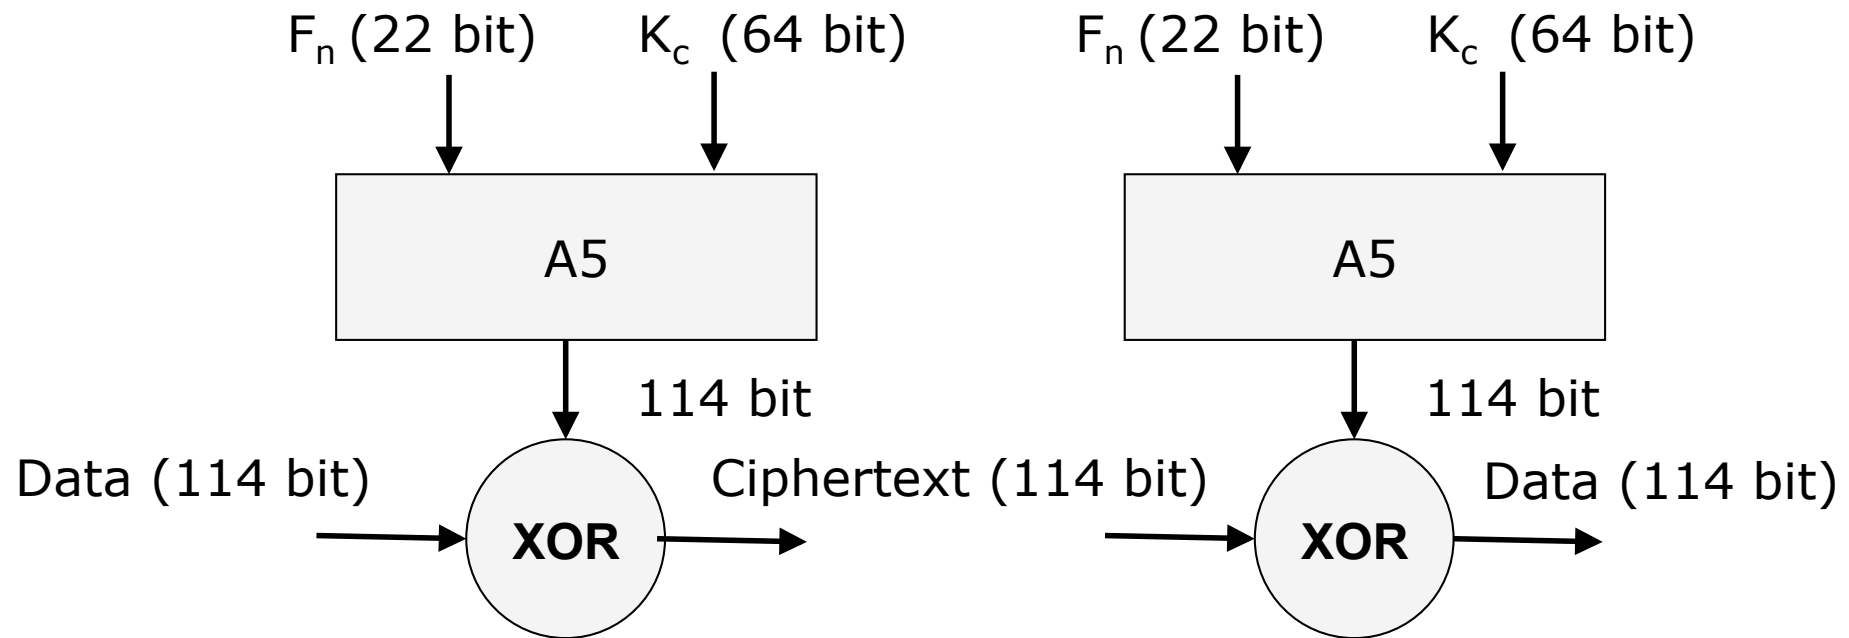 Fn (22 bit) Kc (64 bit) Fn (22 bit) Kc (64 bit)
A5 A5
114 bit 114 bit
Data (114 bit) Ciphertext (114 bit) Data (114 bit)
XOR XOR